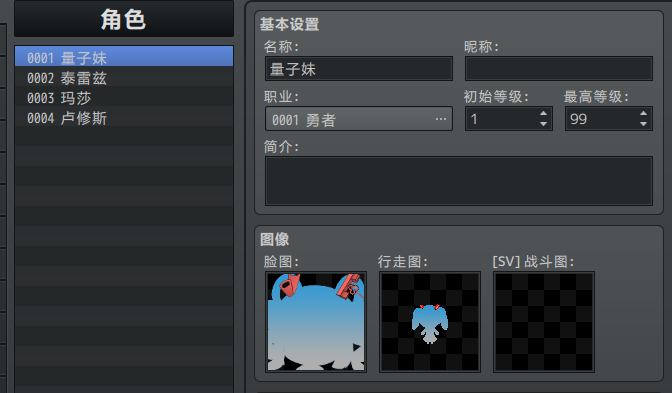 角色
0001 量子妹
0002 泰雷兹
0003 玛莎
0004 卢修斯
基本设置
名称: 昵称:
量子妹
职业: 初始等级: 最高等级:
0001 勇者 ... 1 99
简介:
图像
脸图: 行走图: [SV]战斗图: